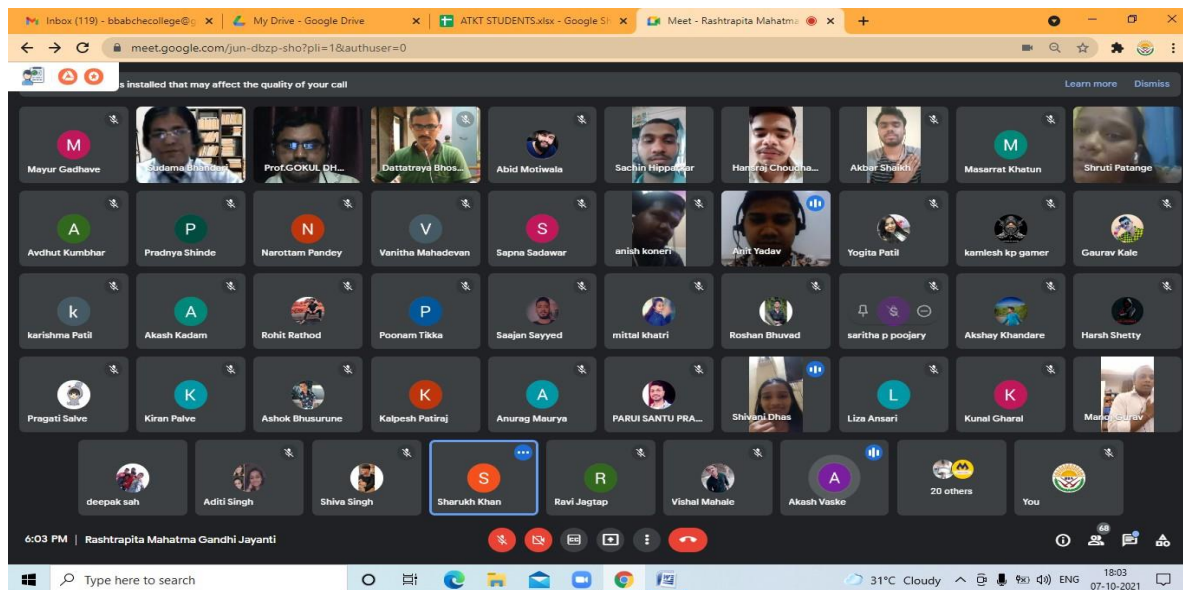 Inbox (119) - bbabchecollege@g
My Drive - Google Drive
ATKT STUDENTS.xlsx - Google Sh
Meet - Rashtrapita Mahatma
meet.google.com/jun-dbzp-sho?pli=1&authuser=0
s installed that may affect the quality of your call
Learn more Dismiss
M
M
Mayur Gadhave
Sudama Bhandari
Prof.GOKUL DH...
Dattatraya Bhos...
Abid Motiwala
Sachin Hippargar
Hansraj Choudha...
Akbar Shaikh
Masarrat Khatun
Shruti Patange
A P N V S
Avdhut Kumbhar
Pradnya Shinde
Narottam Pandey
Vanitha Mahadevan
Sapna Sadawar
anish koneri
Amit Yadav
Yogita Patil
kamlesh kp gamer
Gaurav Kale
k A P
karishma Patil
Akash Kadam
Rohit Rathod
Poonam Tikka
Saajan Sayyed
mittal khatri
Roshan Bhuvad
saritha p poojary
Akshay Khandare
Harsh Shetty
K K A L K
Pragati Salve
Kiran Palve
Ashok Bhusurune
Kalpesh Patiraj
Anurag Maurya
PARUI SANTU PRA...
Shivani Dhas
Liza Ansari
Kunal Gharal
Manoj Gurav
S R A
deepak sah
Aditi Singh
Shiva Singh
Sharukh Khan
Ravi Jagtap
Vishal Mahale
Akash Vaske
20 others
You
6:03 PM | Rashtrapita Mahatma Gandhi Jayanti
68
Type here to search
31°C Cloudy
ENG
18:03
07-10-2021